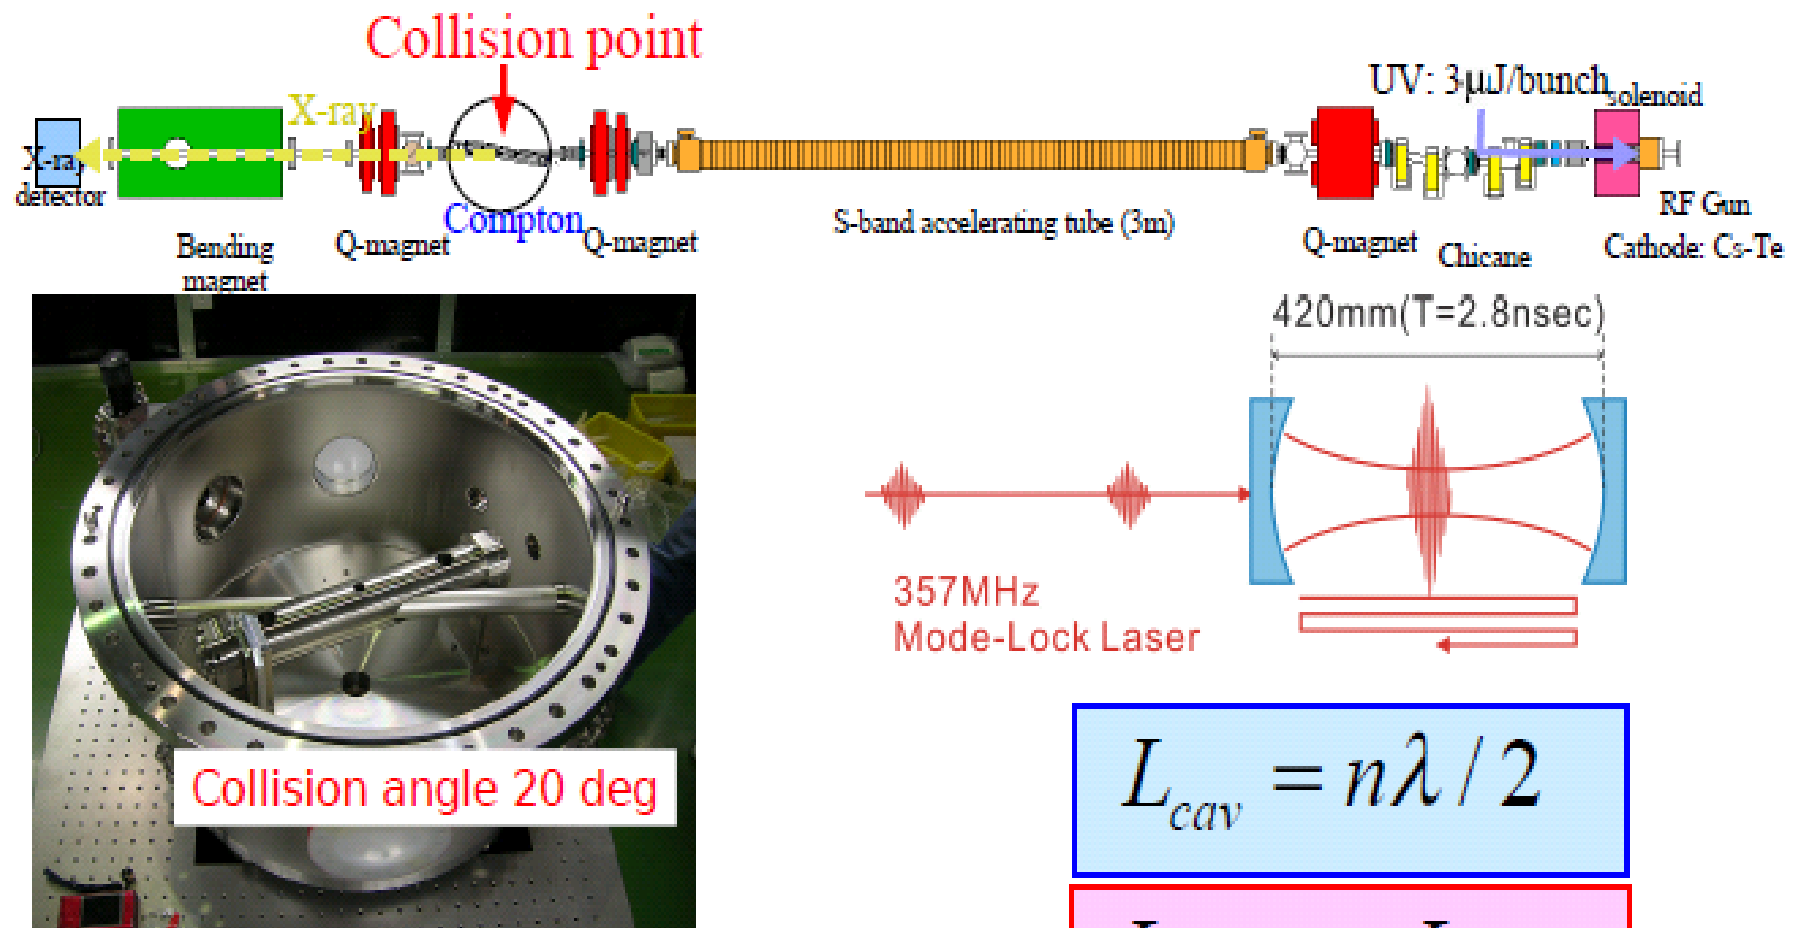 Collision point
UV: 3μJ/bunch
solenoid
X-ray
X-ray
detector
Compton
Bending
magnet
Q-magnet
Q-magnet
S-band accelerating tube (3m)
Q-magnet
Chicane
RF Gun
Cathode: Cs-Te
420mm(T=2.8nsec)
357MHz
Mode-Lock Laser
Collision angle 20 deg
L_cav = nλ / 2